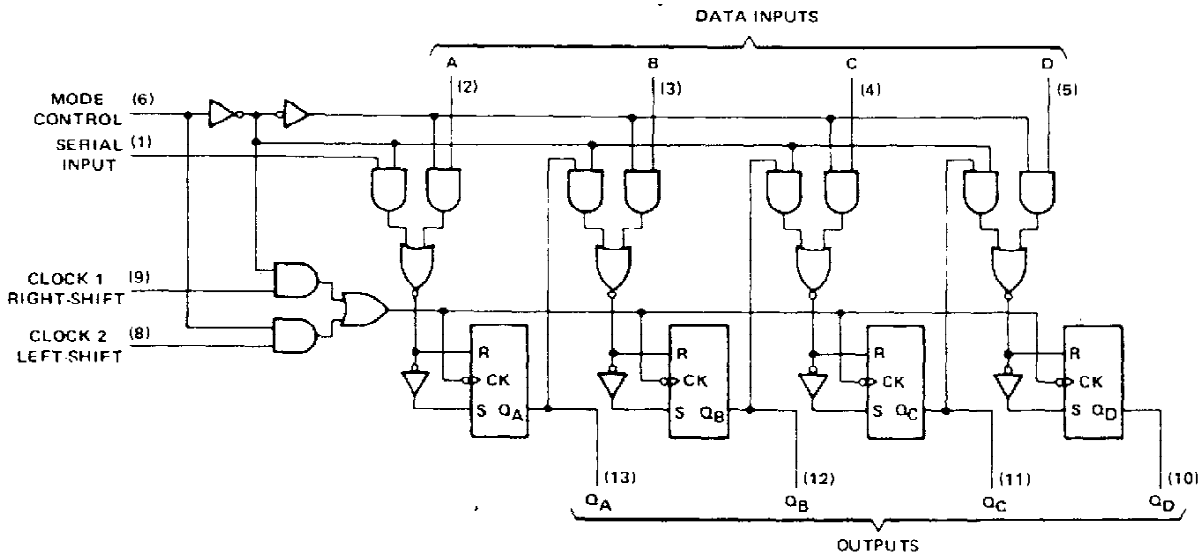 DATA INPUTS
A B C D
(2) (3) (4) (5)
MODE CONTROL (6)
SERIAL INPUT (1)
CLOCK 1 RIGHT-SHIFT (9)
CLOCK 2 LEFT-SHIFT (8)
R R R R
CK CK CK CK
S QA S QB S QC S QD
(13) (12) (11) (10)
QA QB QC QD
OUTPUTS